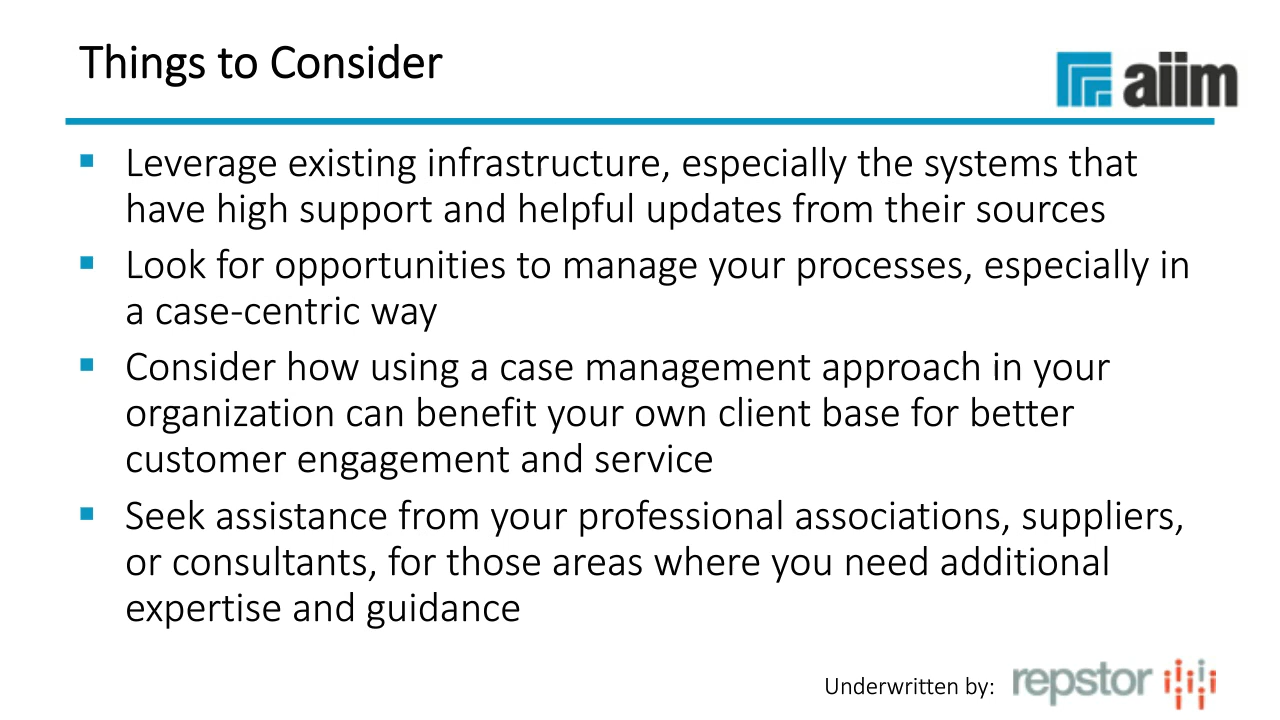 Things to Consider
aiim
Leverage existing infrastructure, especially the systems that
have high support and helpful updates from their sources
Look for opportunities to manage your processes, especially in
a case-centric way
Consider how using a case management approach in your
organization can benefit your own client base for better
customer engagement and service
Seek assistance from your professional associations, suppliers,
or consultants, for those areas where you need additional
expertise and guidance
Underwritten by: repstor